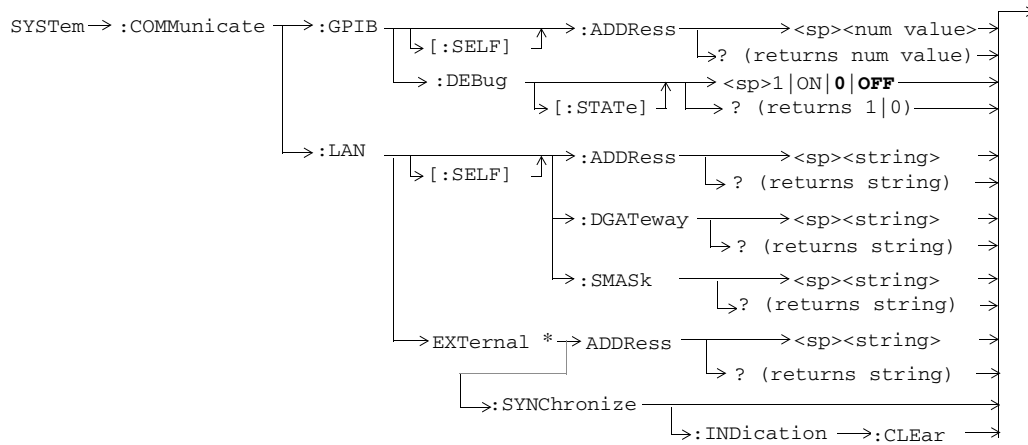 SYSTem :COMMunicate :GPIB [:SELF] :ADDRess <sp><num value>
? (returns num value)
:DEBug [:STATe] <sp>1|ON|0|OFF
? (returns 1|0)
:LAN [:SELF] :ADDRess <sp><string>
? (returns string)
:DGATeway <sp><string>
? (returns string)
:SMASk <sp><string>
? (returns string)
EXTernal * ADDRess <sp><string>
? (returns string)
:SYNChronize
:INDication :CLEar